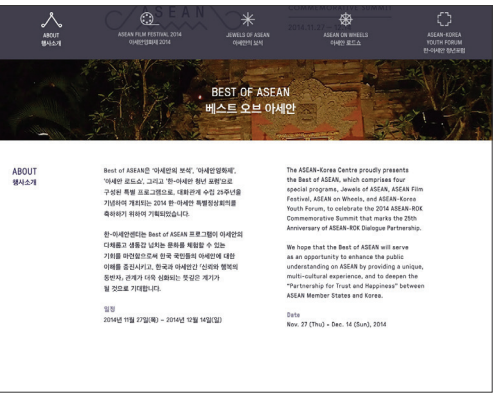 ASEAN
COMMEMORATIVE SUMMIT
2014.11.27 -
ABOUT
행사소개
ASEAN FILM FESTIVAL 2014
아세안영화제 2014
JEWELS OF ASEAN
아세안의 보석
ASEAN ON WHEELS
아세안 로드쇼
ASEAN-KOREA
YOUTH FORUM
한-아세안 청년포럼
BEST OF ASEAN
베스트 오브 아세안
ABOUT
행사소개
Best of ASEAN은 '아세안의 보석', '아세안영화제',
'아세안 로드쇼', 그리고 '한-아세안 청년 포럼'으로
구성된 특별 프로그램으로, 대화관계 수립 25주년을
기념하여 개최되는 2014 한-아세안 특별정상회의를
축하하기 위하여 기획되었습니다.
한-아세안센터는 Best of ASEAN 프로그램이 아세안의
다채롭고 생동감 넘치는 문화를 체험할 수 있는
기회를 마련함으로써 한국 국민들의 아세안에 대한
이해를 증진시키고, 한국과 아세안간 '신뢰와 행복의
동반자' 관계가 더욱 심화되는 뜻깊은 계기가
될 것으로 기대합니다.
일정
2014년 11월 27일(목) - 2014년 12월 14일(일)
The ASEAN-Korea Centre proudly presents
the Best of ASEAN, which comprises four
special programs, Jewels of ASEAN, ASEAN Film
Festival, ASEAN on Wheels, and ASEAN-Korea
Youth Forum, to celebrate the 2014 ASEAN-ROK
Commemorative Summit that marks the 25th
Anniversary of ASEAN-ROK Dialogue Partnership.
We hope that the Best of ASEAN will serve
as an opportunity to enhance the public
understanding on ASEAN by providing a unique,
multi-cultural experience, and to deepen the
"Partnership for Trust and Happiness" between
ASEAN Member States and Korea.
Date
Nov. 27 (Thu) - Dec. 14 (Sun), 2014